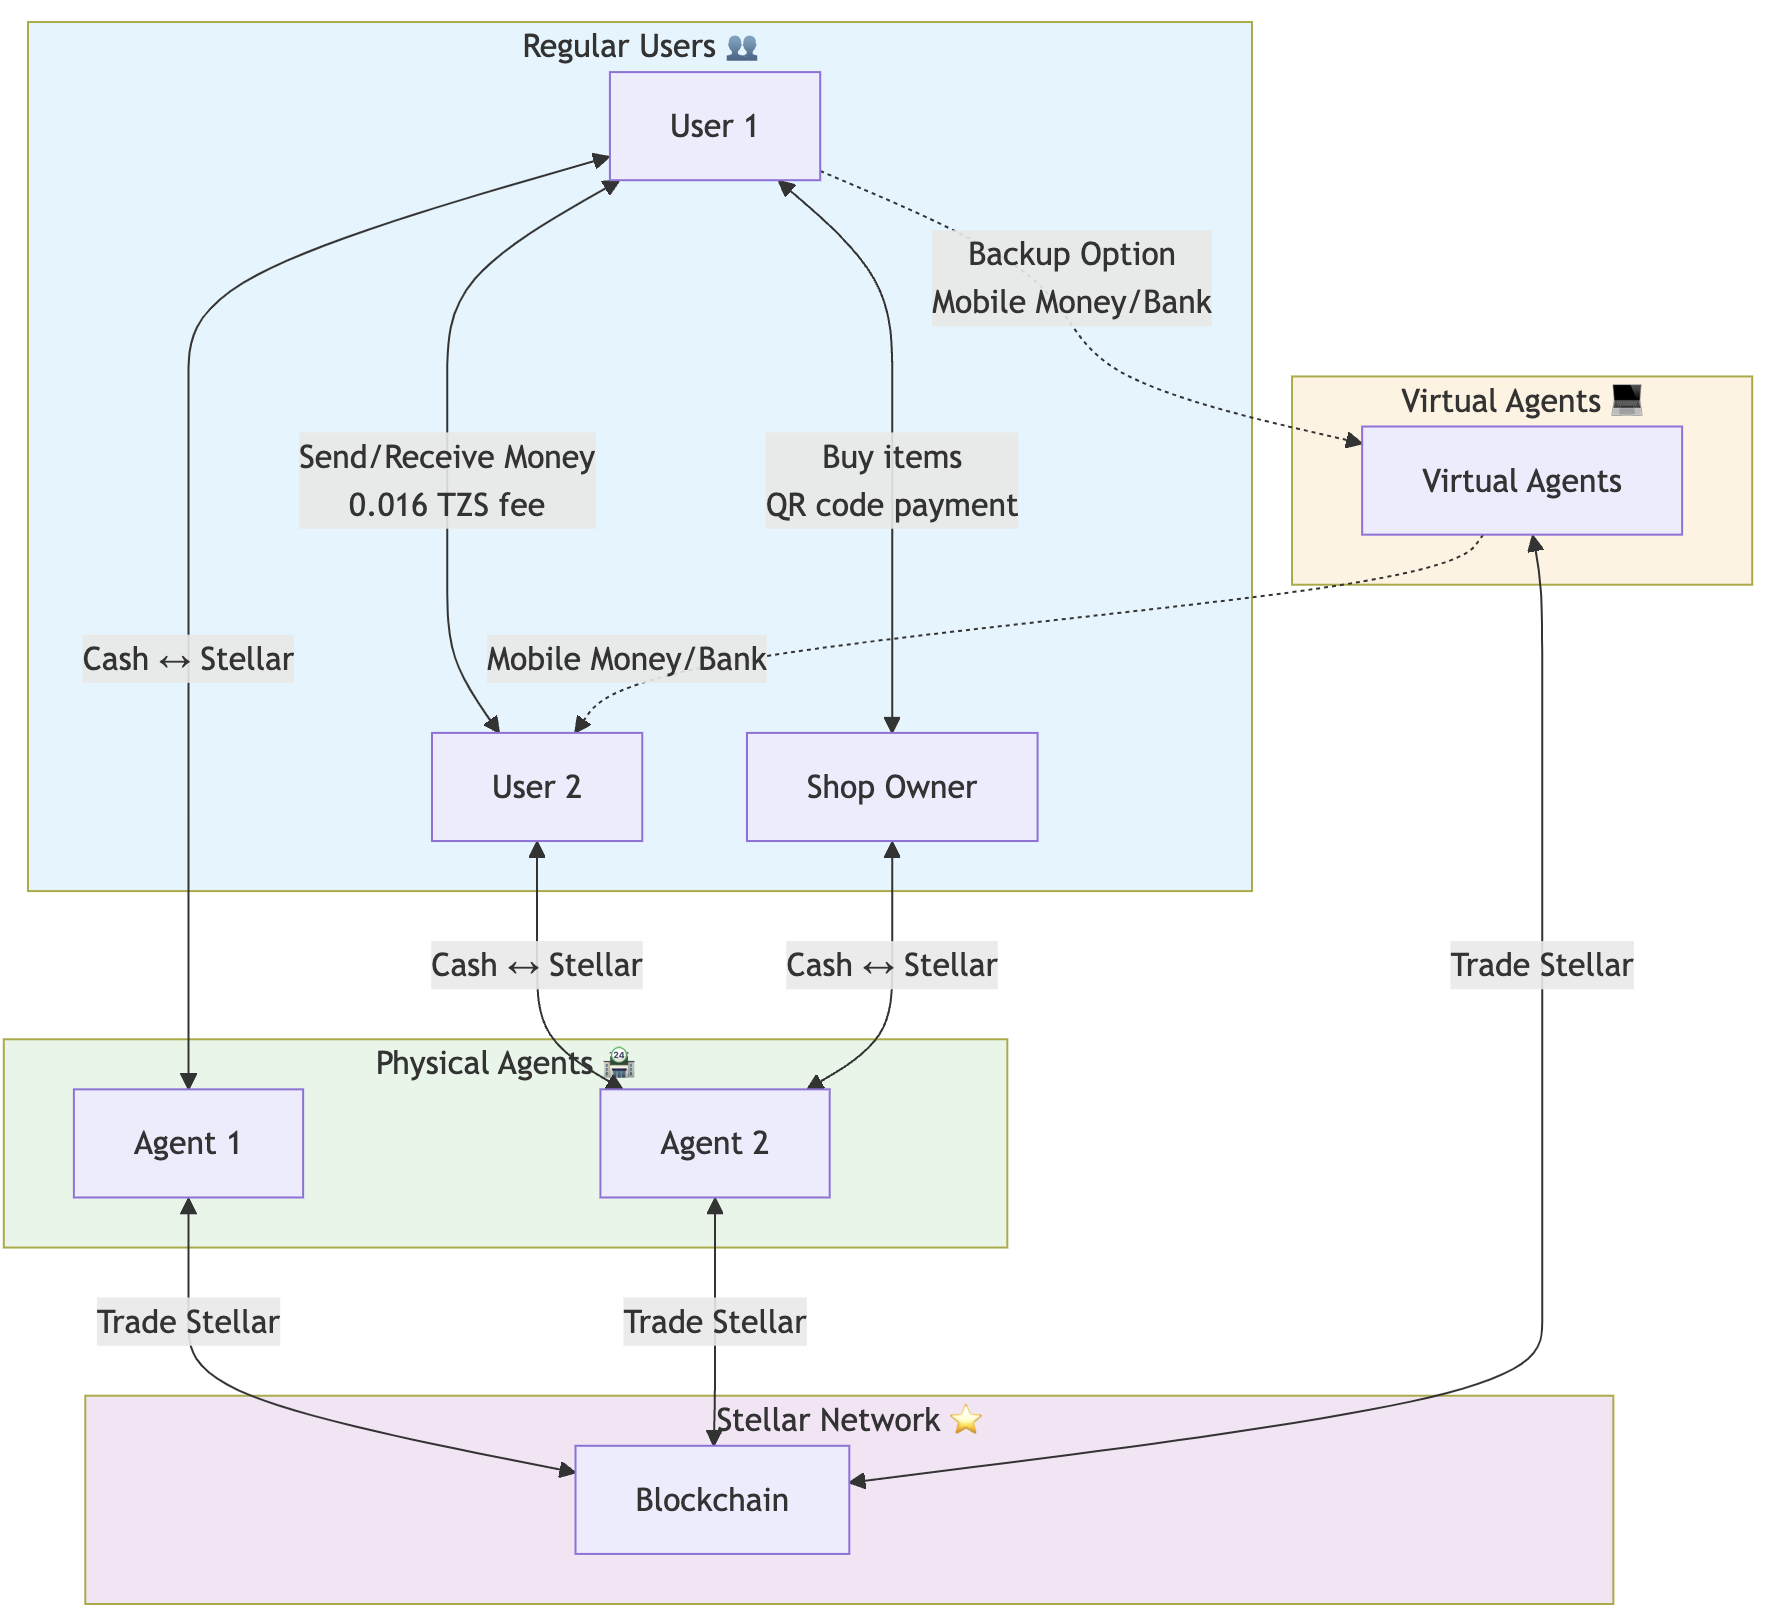 Regular Users 👥
User 1
Backup Option
Mobile Money/Bank
Virtual Agents 💻
Virtual Agents
Send/Receive Money
0.016 TZS fee
Buy items
QR code payment
Cash ↔ Stellar
Mobile Money/Bank
User 2
Shop Owner
Cash ↔ Stellar
Cash ↔ Stellar
Trade Stellar
Physical Agents 🏪
Agent 1
Agent 2
Trade Stellar
Trade Stellar
Stellar Network ⭐
Blockchain